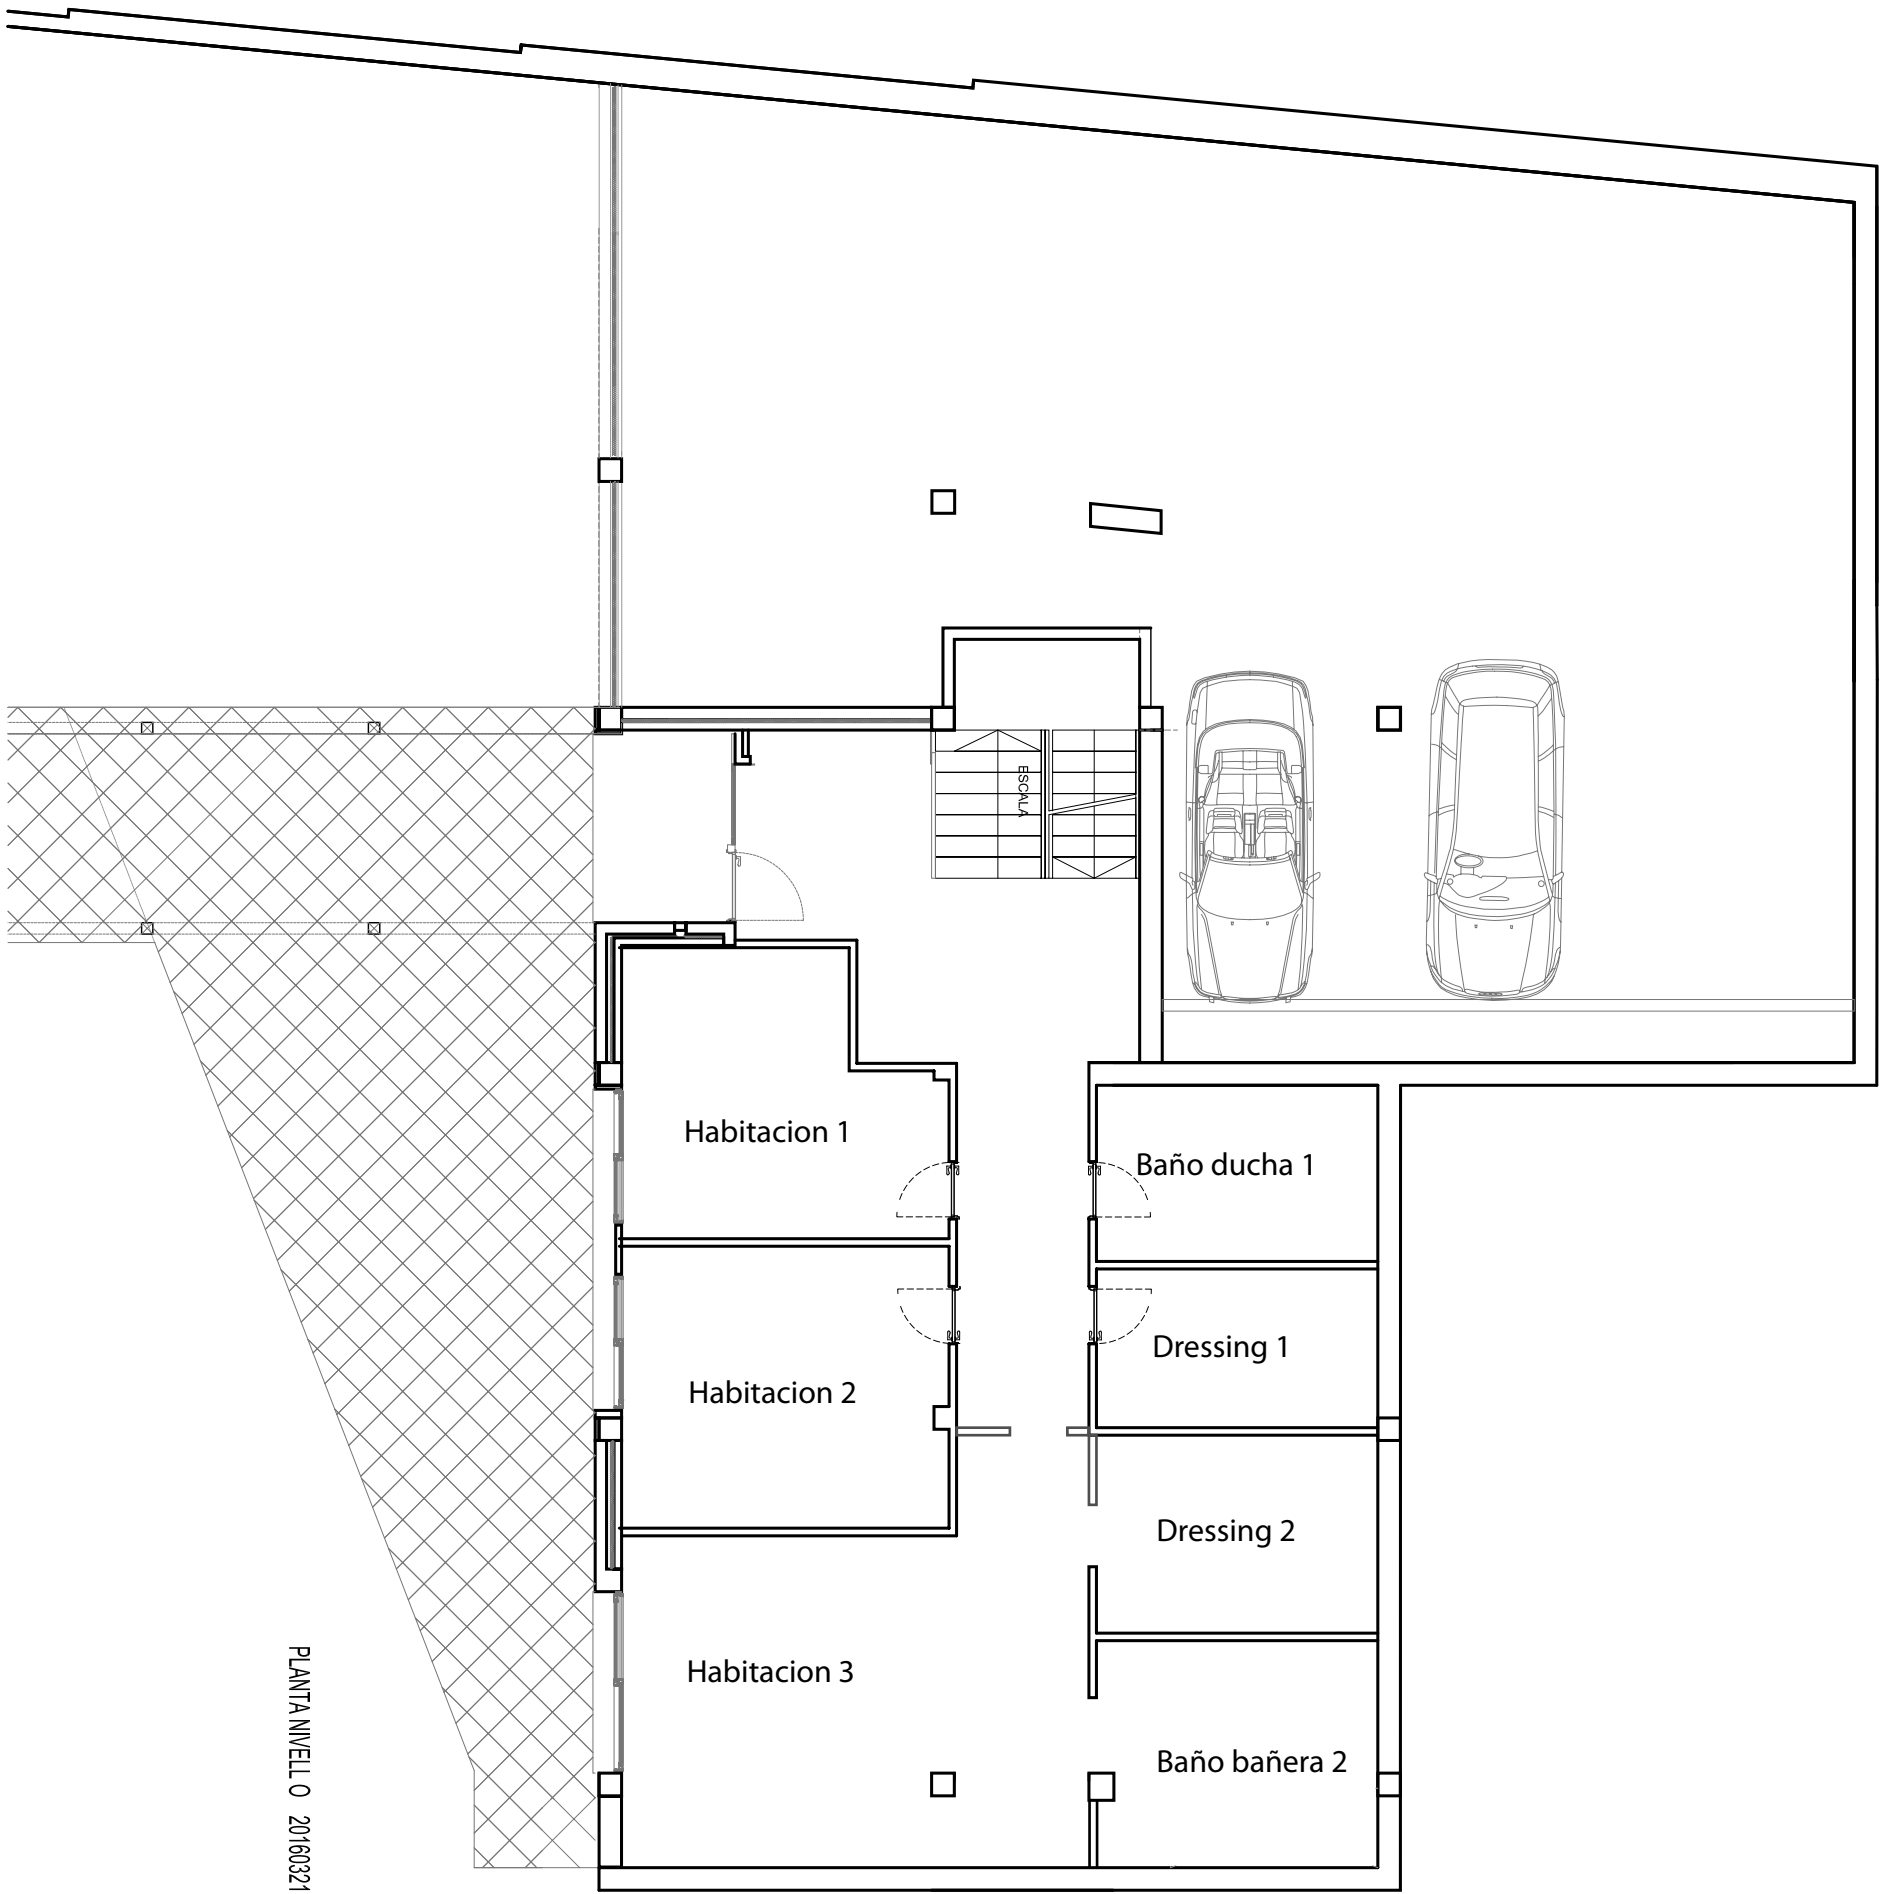 ESCALA
Habitacion 1
Baño ducha 1
Dressing 1
Habitacion 2
Dressing 2
Habitacion 3
Baño bañera 2
PLANTA NIVELL O 20160321